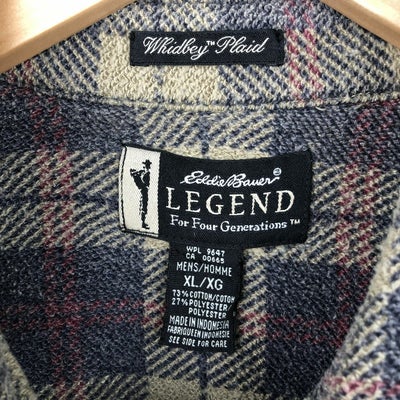 Whidbey™ Plaid
Eddie Bauer®
LEGEND
For Four Generations™
WPL 9647
CA 00665
MENS/HOMME
XL/XG
73% COTTON/COTON
27% POLYESTER/
POLYESTER
MADE IN INDONESIA
FABRIQUE EN INDONESIE
SEE SIDE FOR CARE